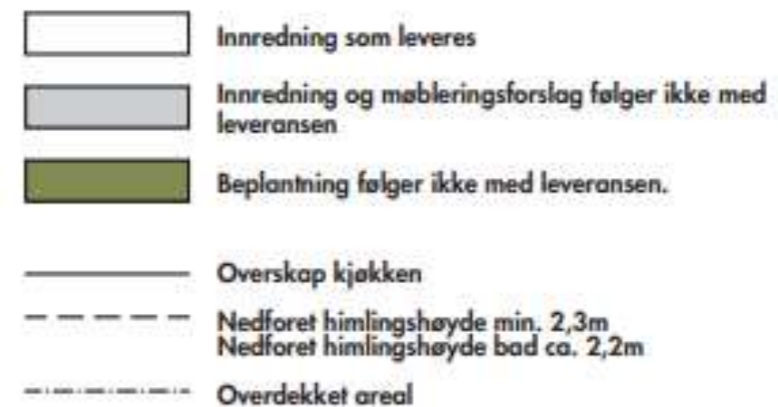 Innredning som leveres
Innredning og møbleringsforslag følger ikke med
leveransen
Beplantning følger ikke med leveransen.
Overskap kjøkken
Nedforet himlingshøyde min. 2,3m
Nedforet himlingshøyde bad ca. 2,2m
Overdekket areal